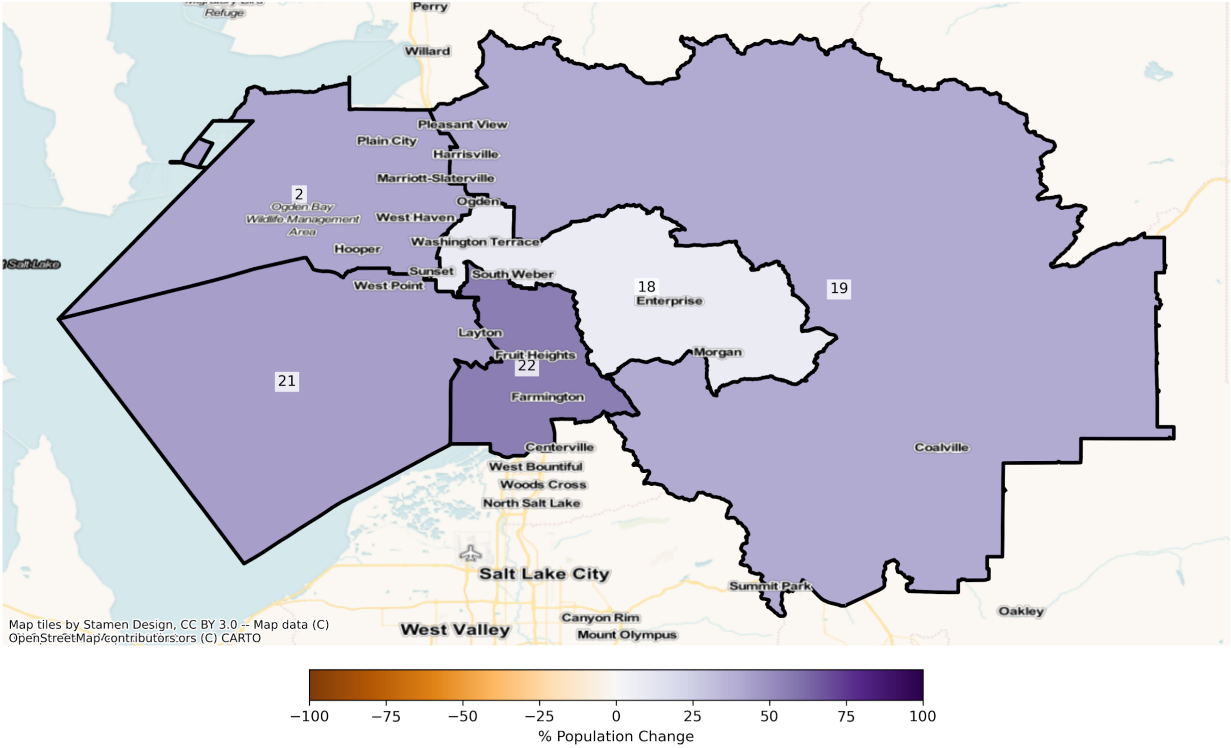 Refuge
Perry
Willard
Pleasant View
Plain City
Harrisville
Marriott-Slaterville
2
Ogden
Ogden Bay
Wildlife Management
Area
West Haven
Washington Terrace
Hooper
Salt Lake
Sunset
South Weber
West Point
18
19
Enterprise
Layton
Morgan
Fruit Heights
22
21
Farmington
Centerville
Coalville
West Bountiful
Woods Cross
North Salt Lake
Salt Lake City
Summit Park
Oakley
Canyon Rim
West Valley
Mount Olympus
Map tiles by Stamen Design, CC BY 3.0 -- Map data (C)
OpenStreetMap contributors (C) CARTO
−100 −75 −50 −25 0 25 50 75 100
% Population Change